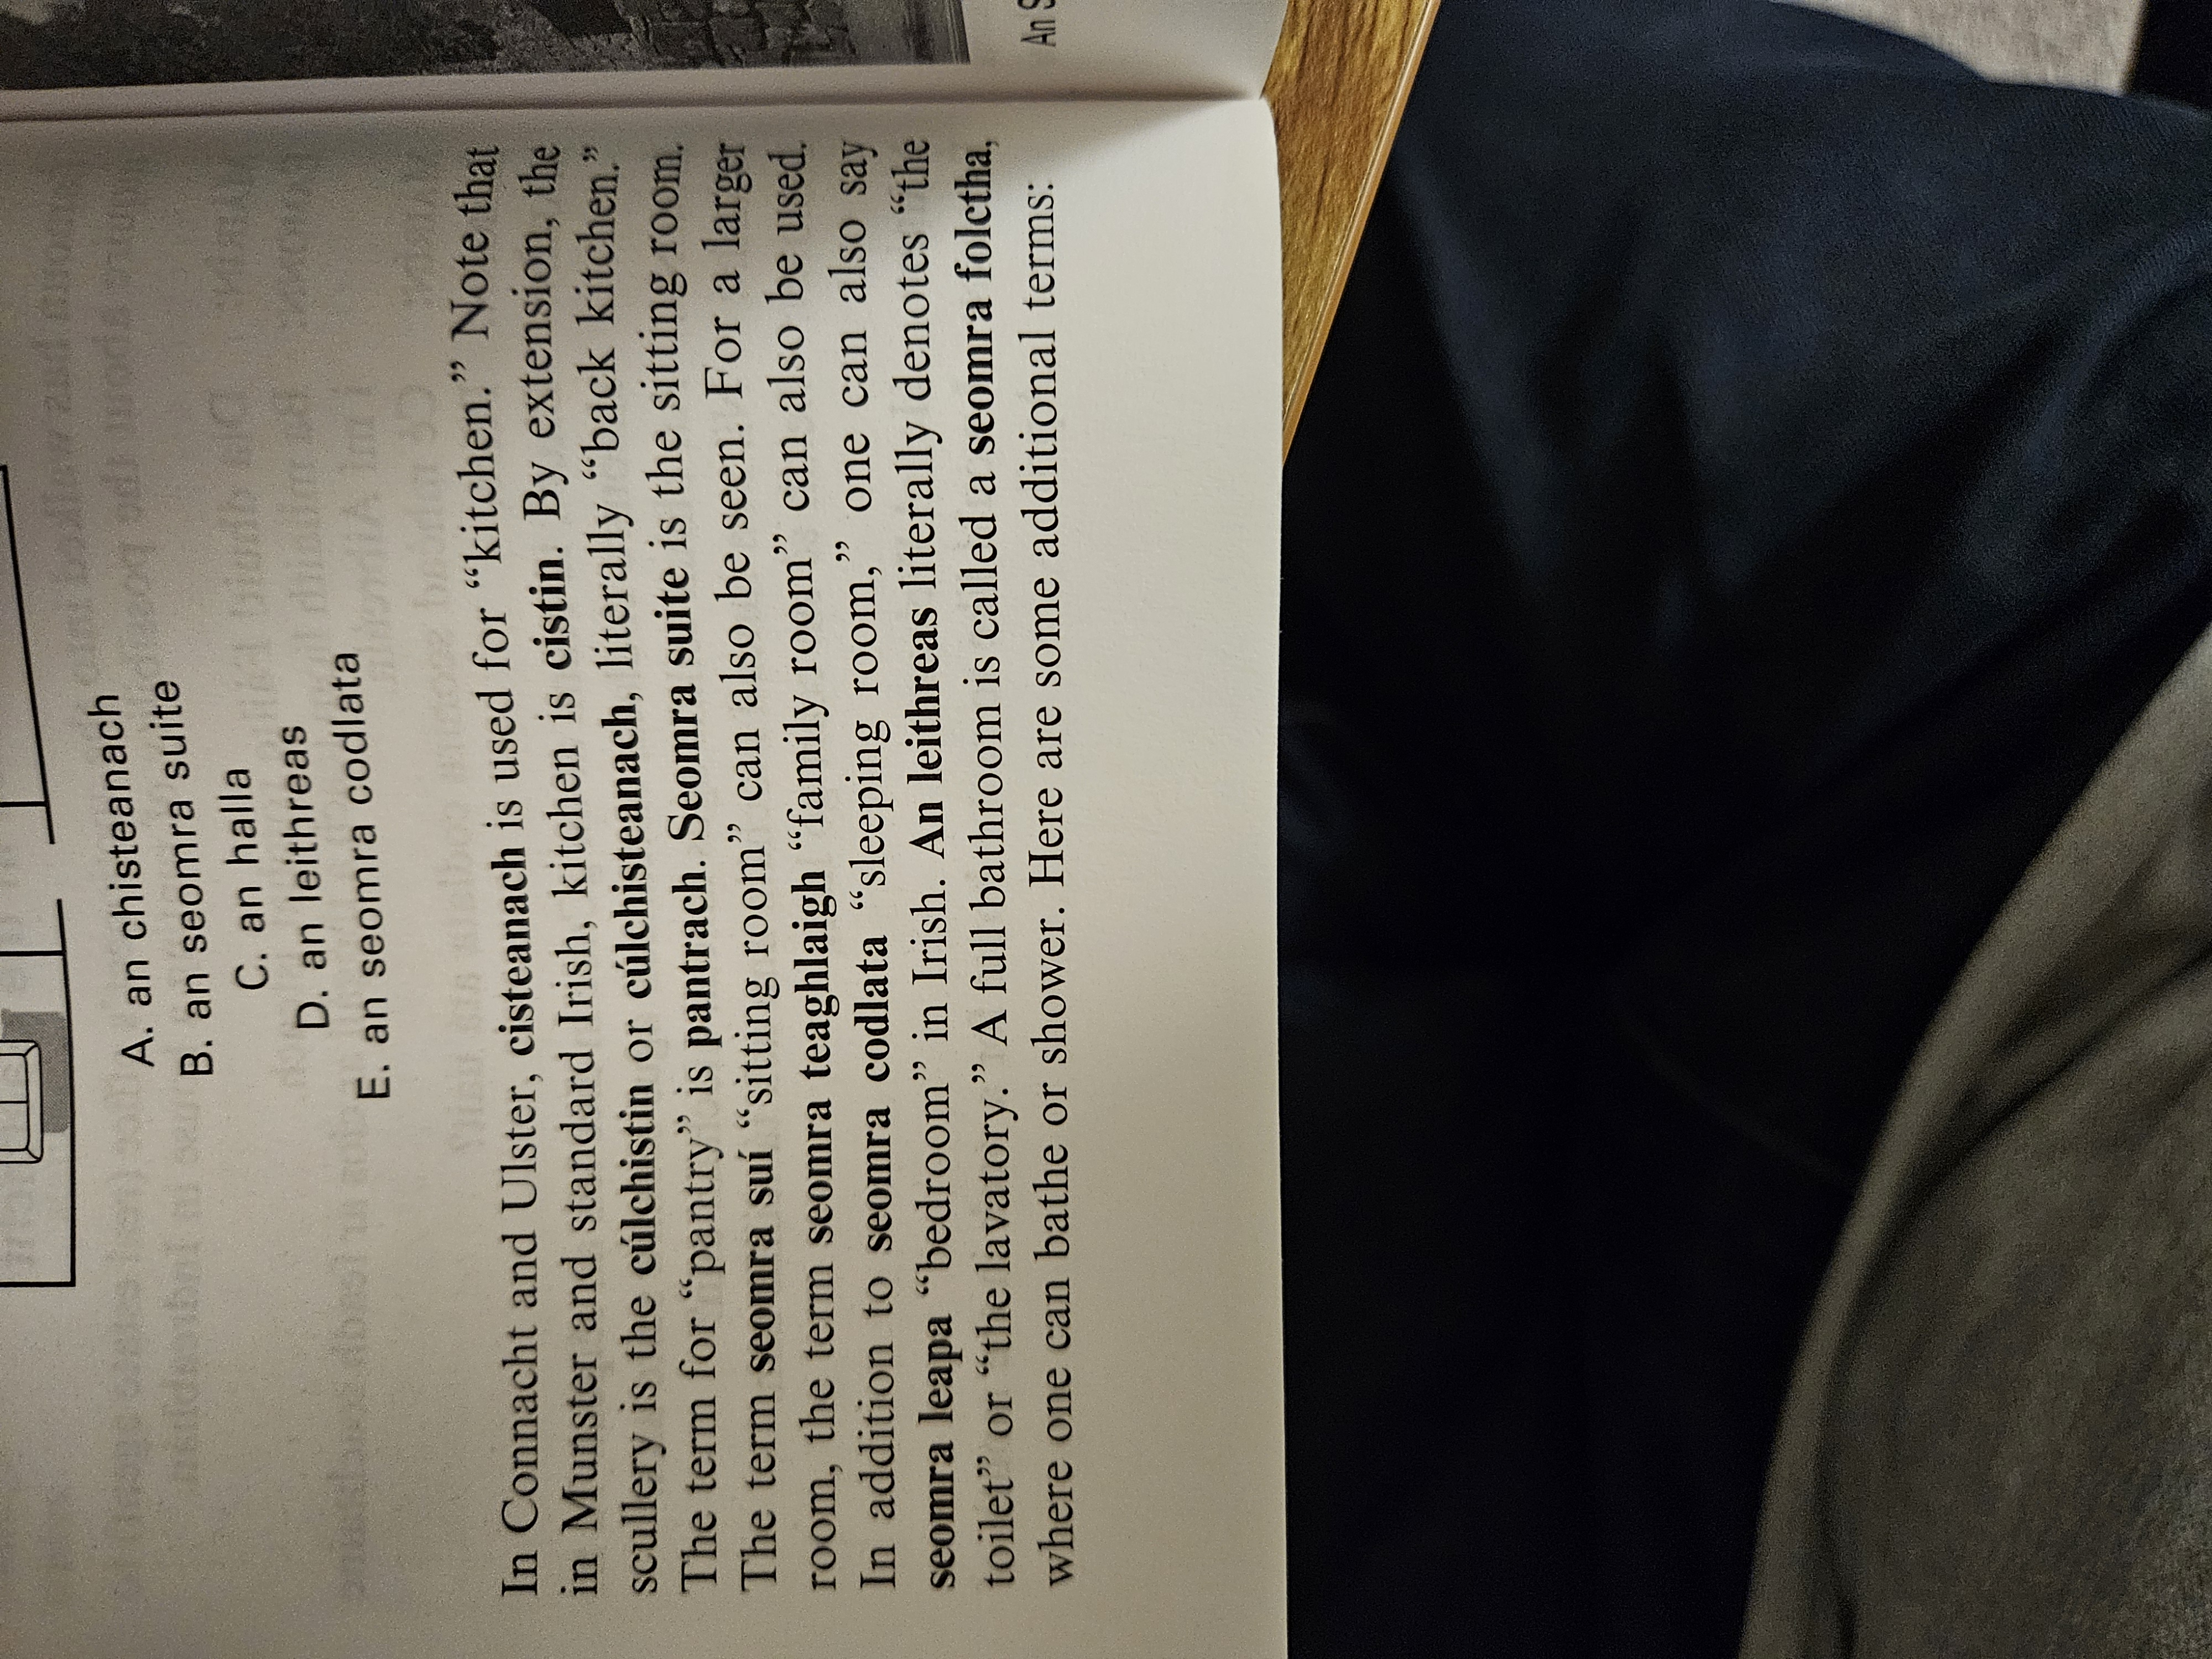 A. an chisteanach
B. an seomra suite
C. an halla
D. an leithreas
E. an seomra codlata
In Connacht and Ulster, cisteanach is used for “kitchen.” Note that
in Munster and standard Irish, kitchen is cistin. By extension, the
scullery is the cúlchistin or cúlchisteanach, literally “back kitchen.”
The term for “pantry” is pantrach. Seomra suite is the sitting room.
The term seomra suí “sitting room” can also be seen. For a larger
room, the term seomra teaghlaigh “family room” can also be used.
In addition to seomra codlata “sleeping room,” one can also say
seomra leapa “bedroom” in Irish. An leithreas literally denotes “the
toilet” or “the lavatory.” A full bathroom is called a seomra folctha,
where one can bathe or shower. Here are some additional terms:
An